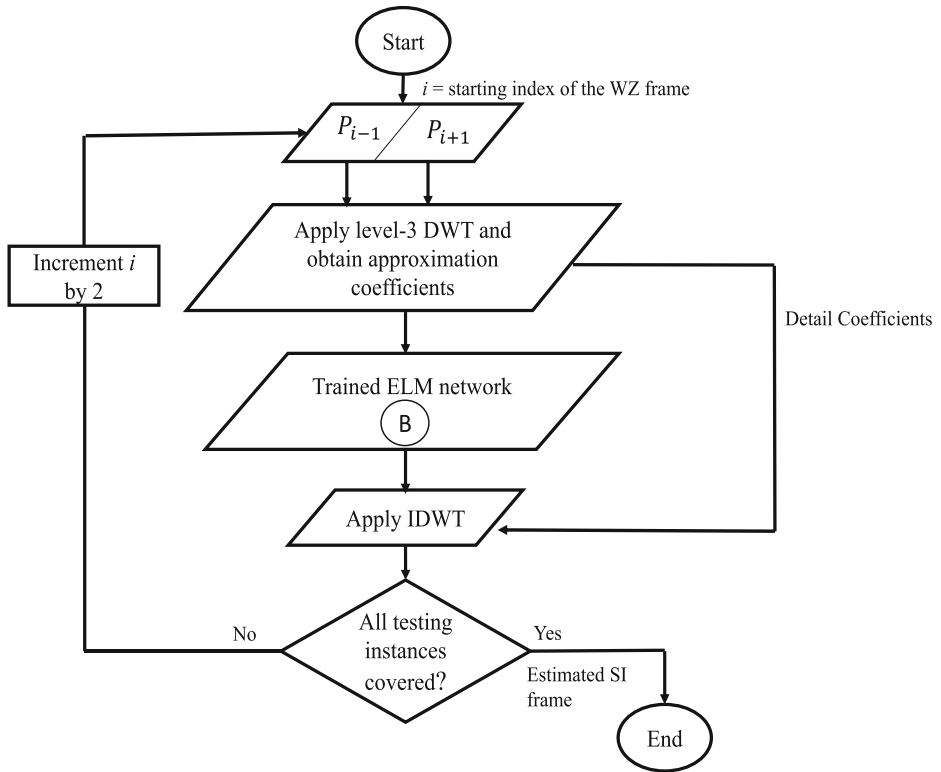 Start
i = starting index of the WZ frame
P_{i−1} P_{i+1}
Apply level-3 DWT and
obtain approximation
coefficients
Increment i
by 2
Detail Coefficients
Trained ELM network
B
Apply IDWT
All testing
instances
covered?
No
Yes
Estimated SI
frame
End